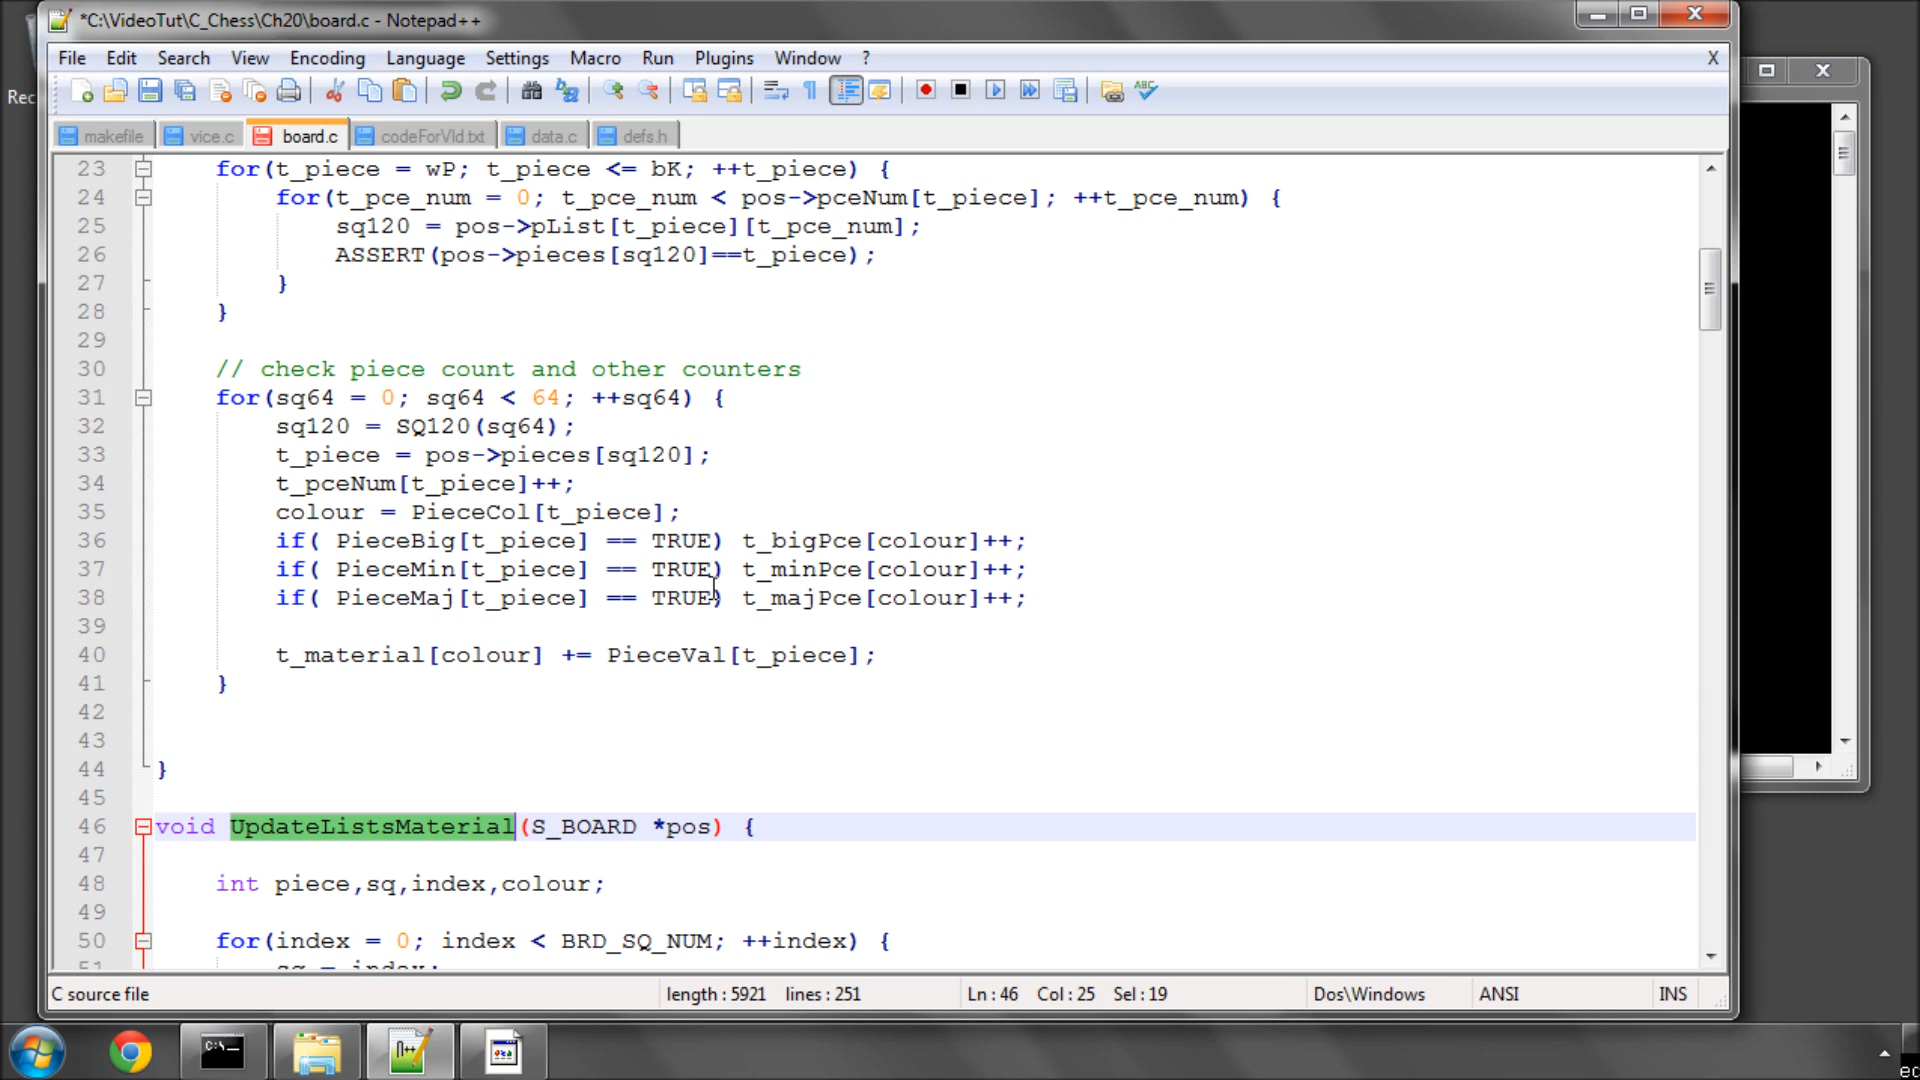 *C:\VideoTut\C_Chess\Ch20\board.c - Notepad++
File Edit Search View Encoding Language Settings Macro Run Plugins Window ? X
makefile vice.c board.c codeForVId.txt data.c defs.h
23 for(t_piece = wP; t_piece <= bK; ++t_piece) {
24 for(t_pce_num = 0; t_pce_num < pos->pceNum[t_piece]; ++t_pce_num) {
25 sq120 = pos->pList[t_piece][t_pce_num];
26 ASSERT(pos->pieces[sq120]==t_piece);
27 }
28 }
29
30 // check piece count and other counters
31 for(sq64 = 0; sq64 < 64; ++sq64) {
32 sq120 = SQ120(sq64);
33 t_piece = pos->pieces[sq120];
34 t_pceNum[t_piece]++;
35 colour = PieceCol[t_piece];
36 if( PieceBig[t_piece] == TRUE) t_bigPce[colour]++;
37 if( PieceMin[t_piece] == TRUE) t_minPce[colour]++;
38 if( PieceMaj[t_piece] == TRUE) t_majPce[colour]++;
39
40 t_material[colour] += PieceVal[t_piece];
41 }
42
43
44 }
45
46 void UpdateListsMaterial(S_BOARD *pos) {
47
48 int piece,sq,index,colour;
49
50 for(index = 0; index < BRD_SQ_NUM; ++index) {
51 sq = index;
C source file length : 5921 lines : 251 Ln : 46 Col : 25 Sel : 19 Dos\Windows ANSI INS
Rec
ec